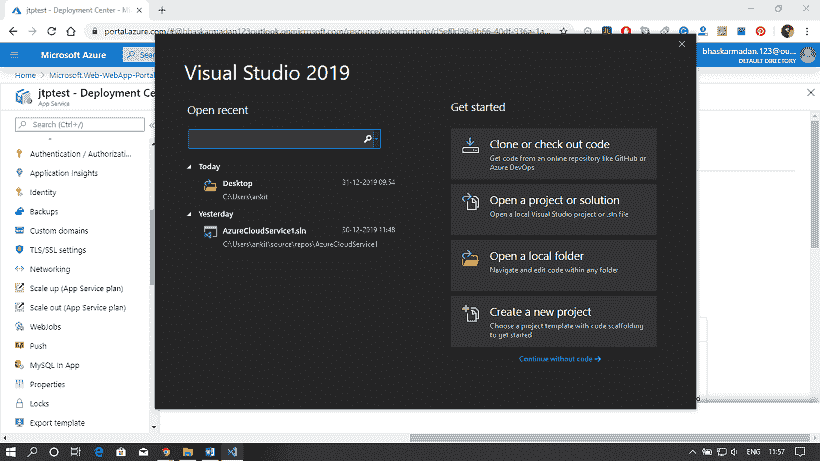 jtptest - Deployment Center - Mi
portal.azure.com/#@bhaskarmadan123outlook.onmicrosoft.com/resource/subscriptions/
Microsoft Azure
bhaskarmadan.123@ou...
DEFAULT DIRECTORY
Home > Microsoft.Web-WebApp-Portal
jtptest - Deployment Ce
App Service
Search (Ctrl+/)
Authentication / Authorizati...
Application Insights
Identity
Backups
Custom domains
TLS/SSL settings
Networking
Scale up (App Service plan)
Scale out (App Service plan)
WebJobs
Push
MySQL In App
Properties
Locks
Export template
Visual Studio 2019
Open recent
Today
Desktop 31-12-2019 09:54
C:\Users\ankit
Yesterday
AzureCloudService1.sln 30-12-2019 11:48
C:\Users\ankit\source\repos\AzureCloudService1
Get started
Clone or check out code
Get code from an online repository like GitHub or
Azure DevOps
Open a project or solution
Open a local Visual Studio project or .sln file
Open a local folder
Navigate and edit code within any folder
Create a new project
Choose a project template with code scaffolding
to get started
Continue without code →
ENG 11:57